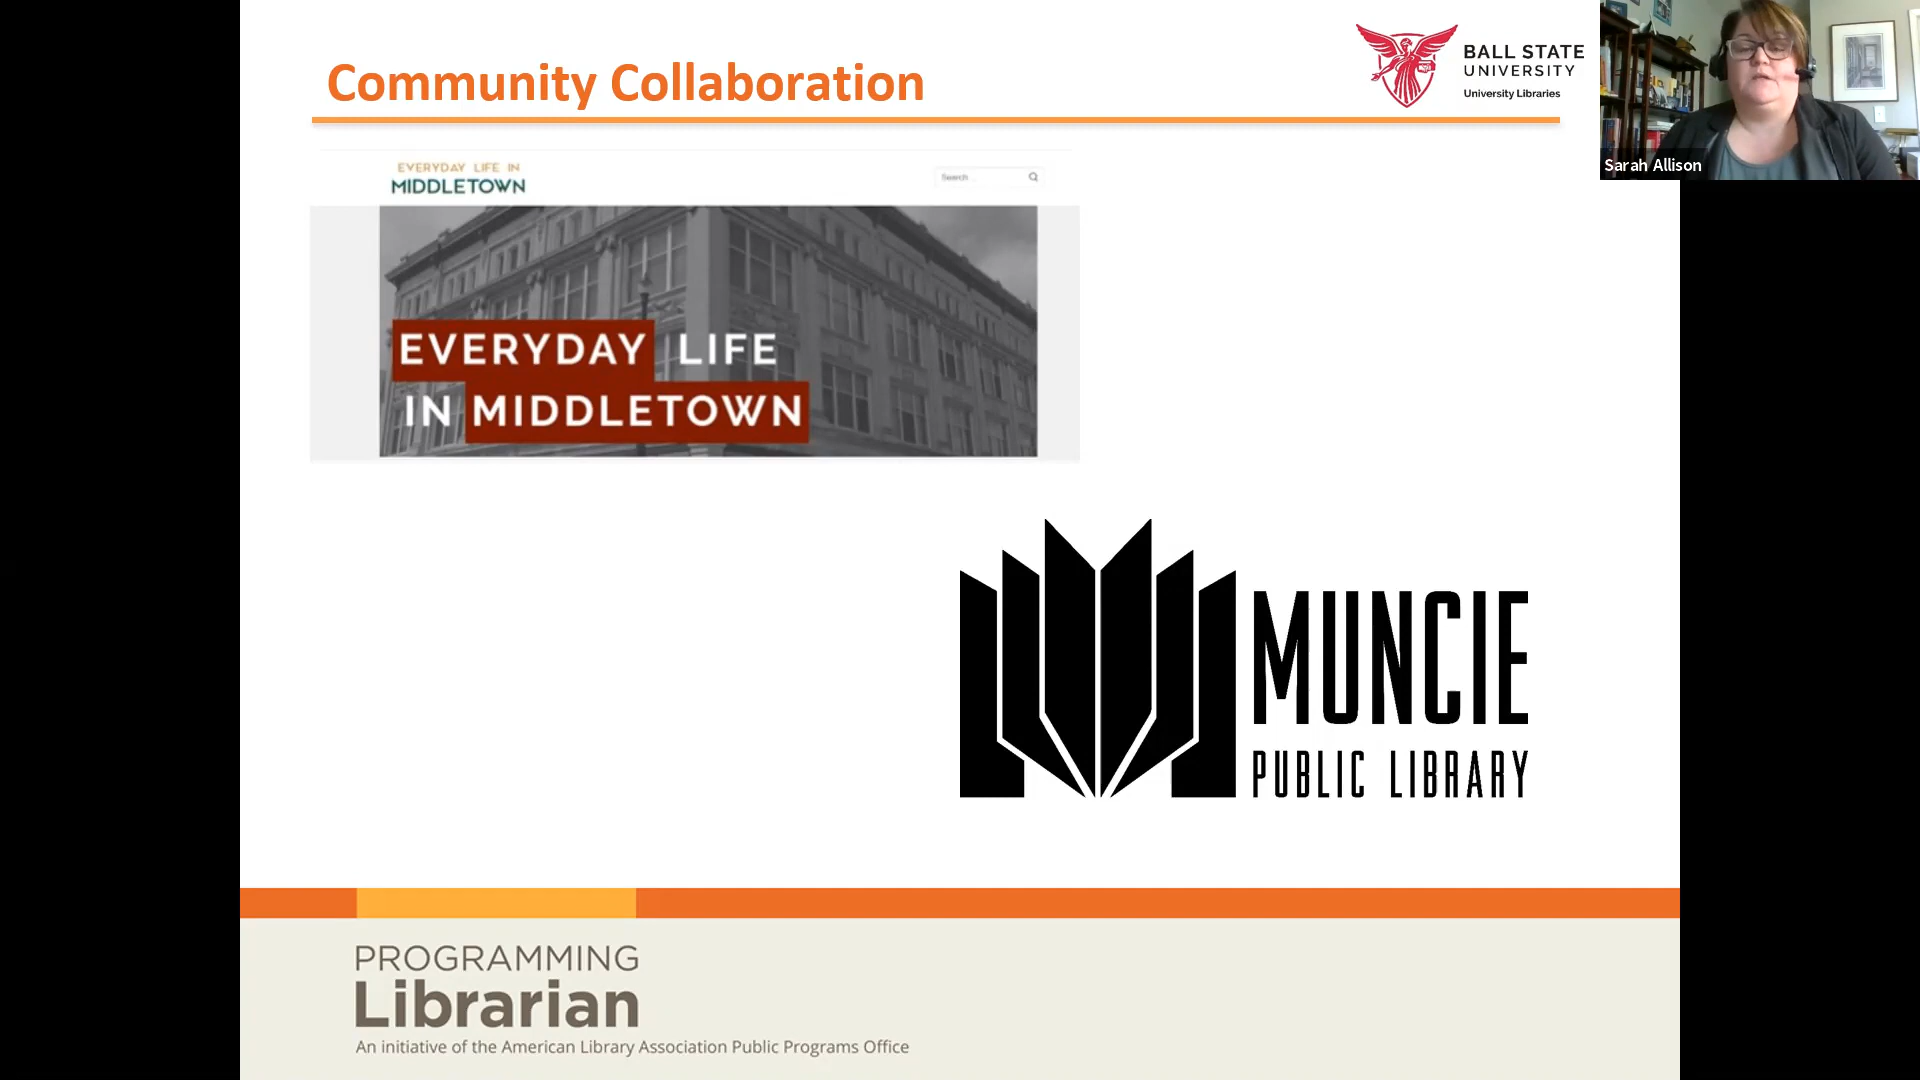 Community Collaboration
BALL STATE
UNIVERSITY
University Libraries
Sarah Allison
EVERYDAY LIFE IN
MIDDLETOWN
Search ...
EVERYDAY LIFE
IN MIDDLETOWN
MUNCIE
PUBLIC LIBRARY
PROGRAMMING
Librarian
An initiative of the American Library Association Public Programs Office